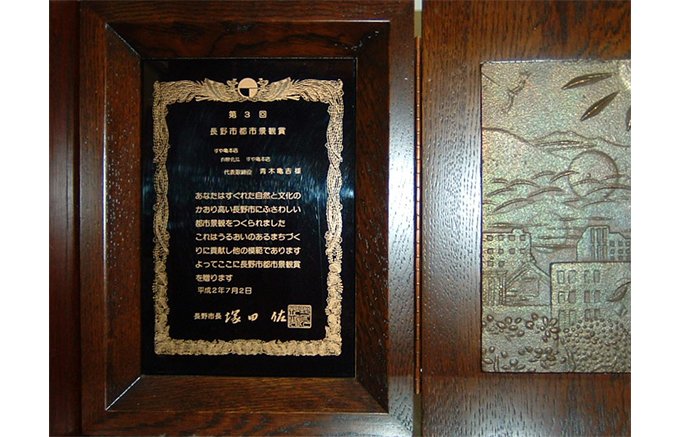 第3回
長野市都市景観賞
すや亀本店
すや亀本店
代表取締役 青木亀吉様
あなたはすぐれた自然と文化の
かおり高い長野市にふさわしい
都市景観をつくられました
これはうるおいのあるまちづく
りに貢献し他の模範であります
よってここに長野市都市景観賞
を贈ります
平成2年7月2日
長野市長 塚田 佐